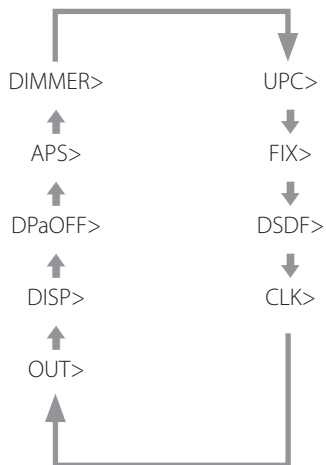 DIMMER>
UPC>
APS>
FIX>
DPaOFF>
DSDF>
DISP>
CLK>
OUT>